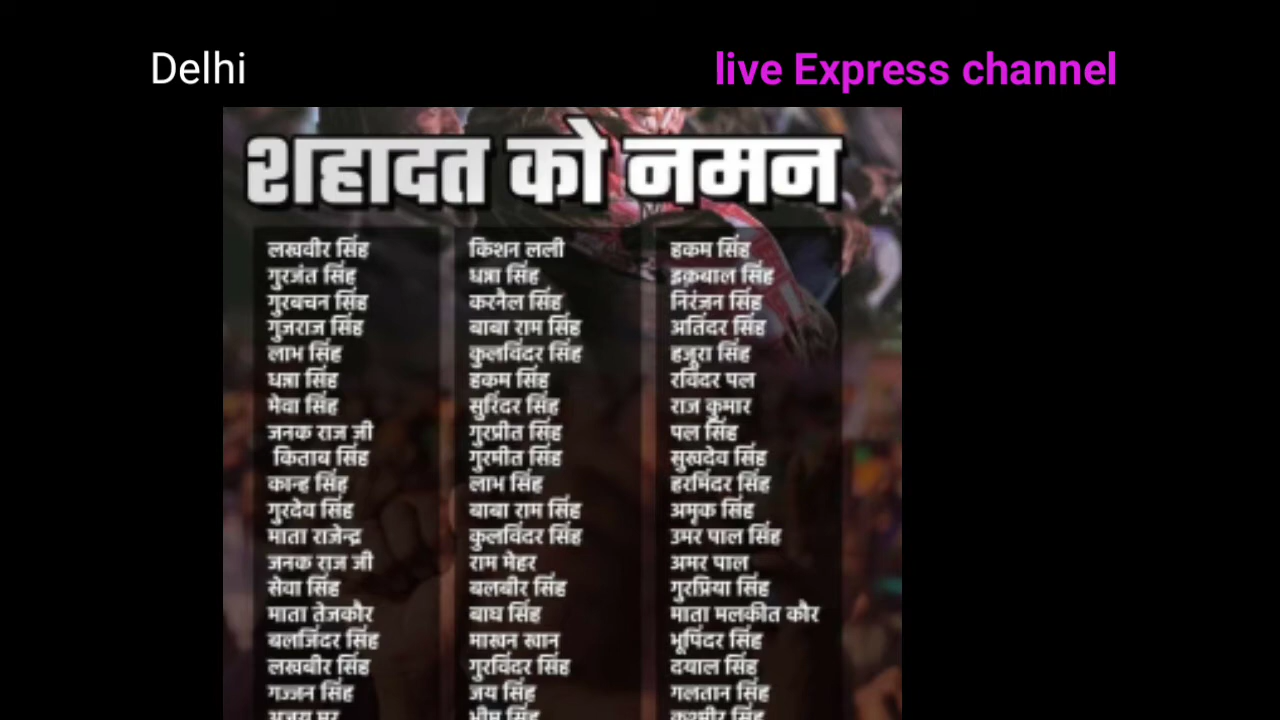 Delhi
live Express channel
शहादत को नमन
लखवीर सिंह
गुरजंत सिंह
गुरबचन सिंह
गुजराज सिंह
लाभ सिंह
धन्ना सिंह
मेवा सिंह
जनक राज जी
किताब सिंह
कान्ह सिंह
गुरदेव सिंह
माता राजेन्द्र
जनक राज जी
सेवा सिंह
माता तेजकौर
बलजिंदर सिंह
लखबीर सिंह
गज्जन सिंह
किशन लली
धन्ना सिंह
करनैल सिंह
बाबा राम सिंह
कुलविंदर सिंह
हकम सिंह
सुरिंदर सिंह
गुरप्रीत सिंह
गुरमीत सिंह
लाभ सिंह
बाबा राम सिंह
कुलविंदर सिंह
राम मेहर
बलबीर सिंह
बाघ सिंह
माखन खान
गुरविंदर सिंह
जय सिंह
हकम सिंह
इक़बाल सिंह
निरंजन सिंह
अतिंदर सिंह
हजुरा सिंह
रविंदर पल
राज कुमार
पल सिंह
सुखदेव सिंह
हरमिंदर सिंह
अमृक सिंह
उमर पाल सिंह
अमर पाल
गुरप्रिया सिंह
माता मलकीत कौर
भूपिंदर सिंह
दयाल सिंह
गलतान सिंह